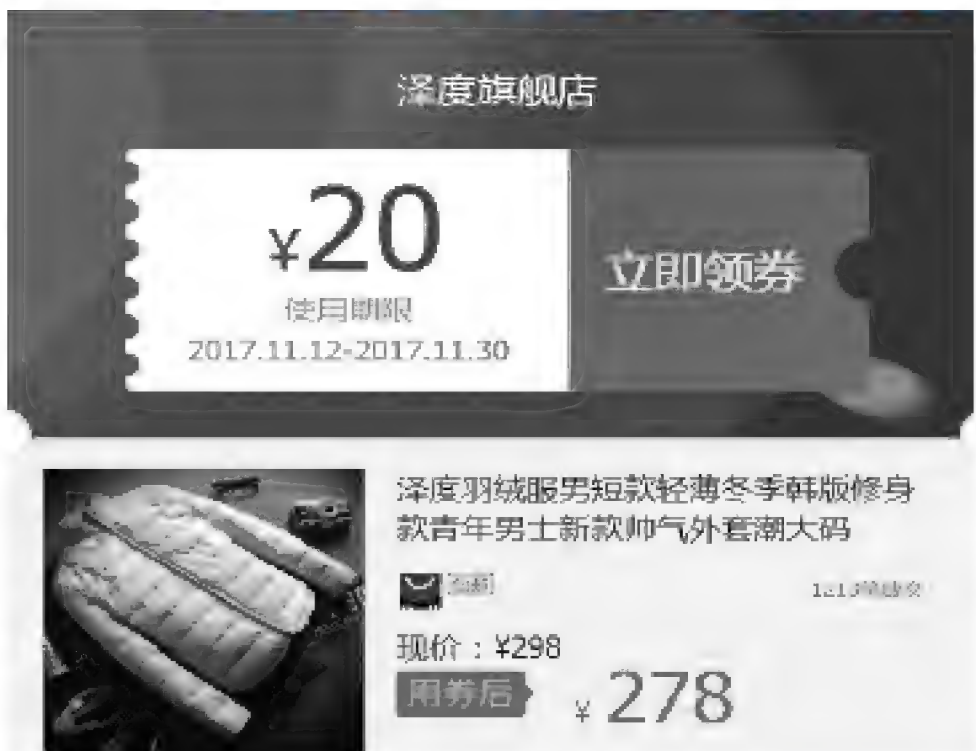 泽度旗舰店
¥20
立即领券
使用期限
2017.11.12-2017.11.30
泽度羽绒服男短款轻薄冬季韩版修身
款青年男士新款帅气外套潮大码
现价：¥298
用券后 ¥278